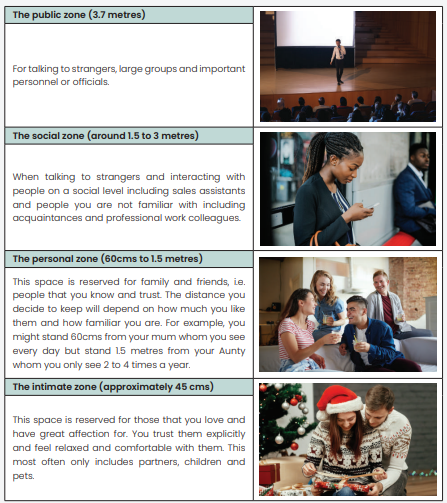 The public zone (3.7 metres)
For talking to strangers, large groups and important
personnel or officials.
The social zone (around 1.5 to 3 metres)
When talking to strangers and interacting with
people on a social level including sales assistants
and people you are not familiar with including
acquaintances and professional work colleagues.
The personal zone (60cms to 1.5 metres)
This space is reserved for family and friends, i.e.
people that you know and trust. The distance you
decide to keep will depend on how much you like
them and how familiar you are. For example, you
might stand 60cms from your mum whom you see
every day but stand 1.5 metres from your Aunty
whom you only see 2 to 4 times a year.
The intimate zone (approximately 45 cms)
This space is reserved for those that you love and
have great affection for. You trust them explicitly
and feel relaxed and comfortable with them. This
most often only includes partners, children and
pets.